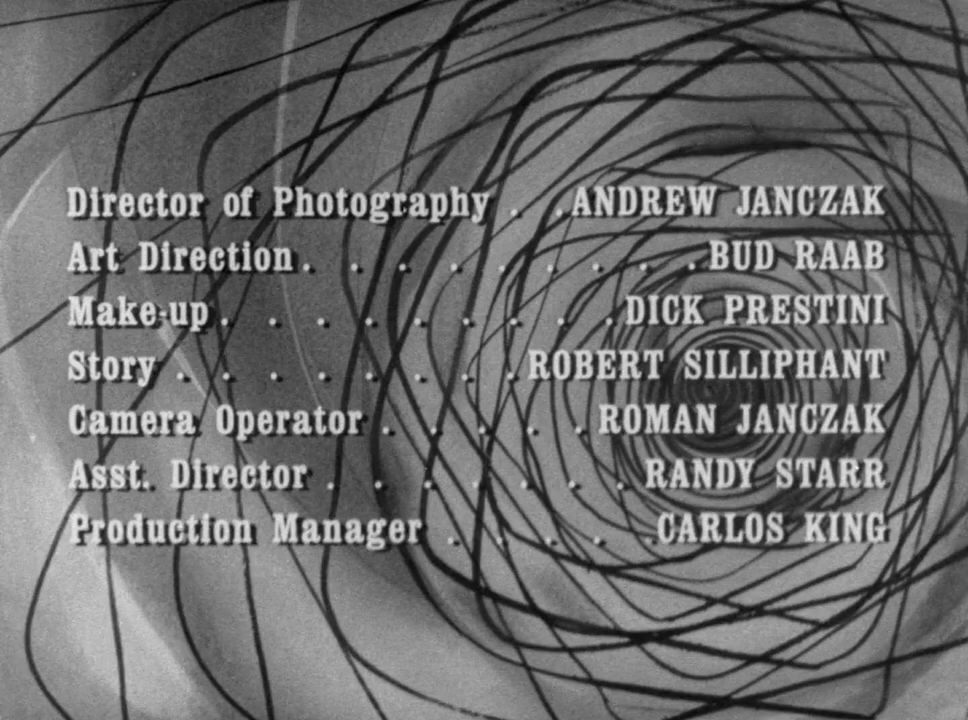 Director of Photography . . ANDREW JANCZAK
Art Direction . . . . . . . . . BUD RAAB
Make-up . . . . . . . . . DICK PRESTINI
Story . . . . . . . . ROBERT SILLIPHANT
Camera Operator . . . . . ROMAN JANCZAK
Asst. Director . . . . . . . RANDY STARR
Production Manager . . . . . CARLOS KING